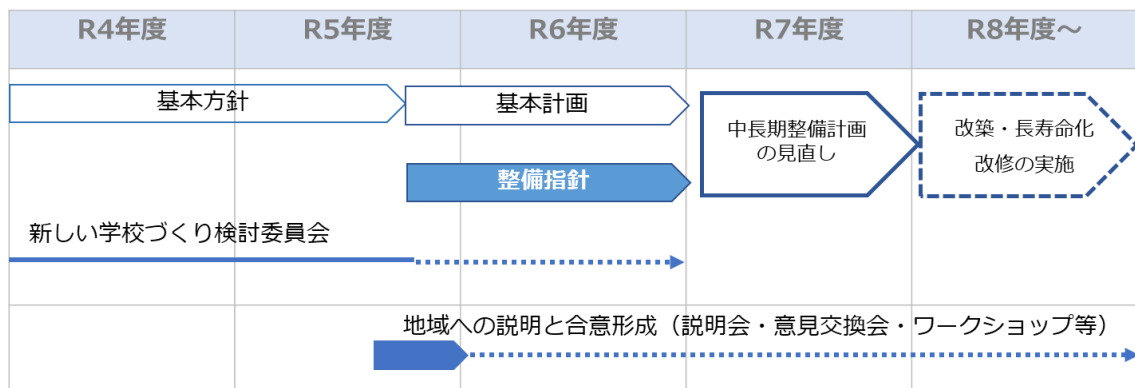 R4年度 R5年度 R6年度 R7年度 R8年度~
基本方針 基本計画
中長期整備計画
の見直し
改築・長寿命化
改修の実施
整備指針
新しい学校づくり検討委員会
地域への説明と合意形成(説明会・意見交換会・ワークショップ等)